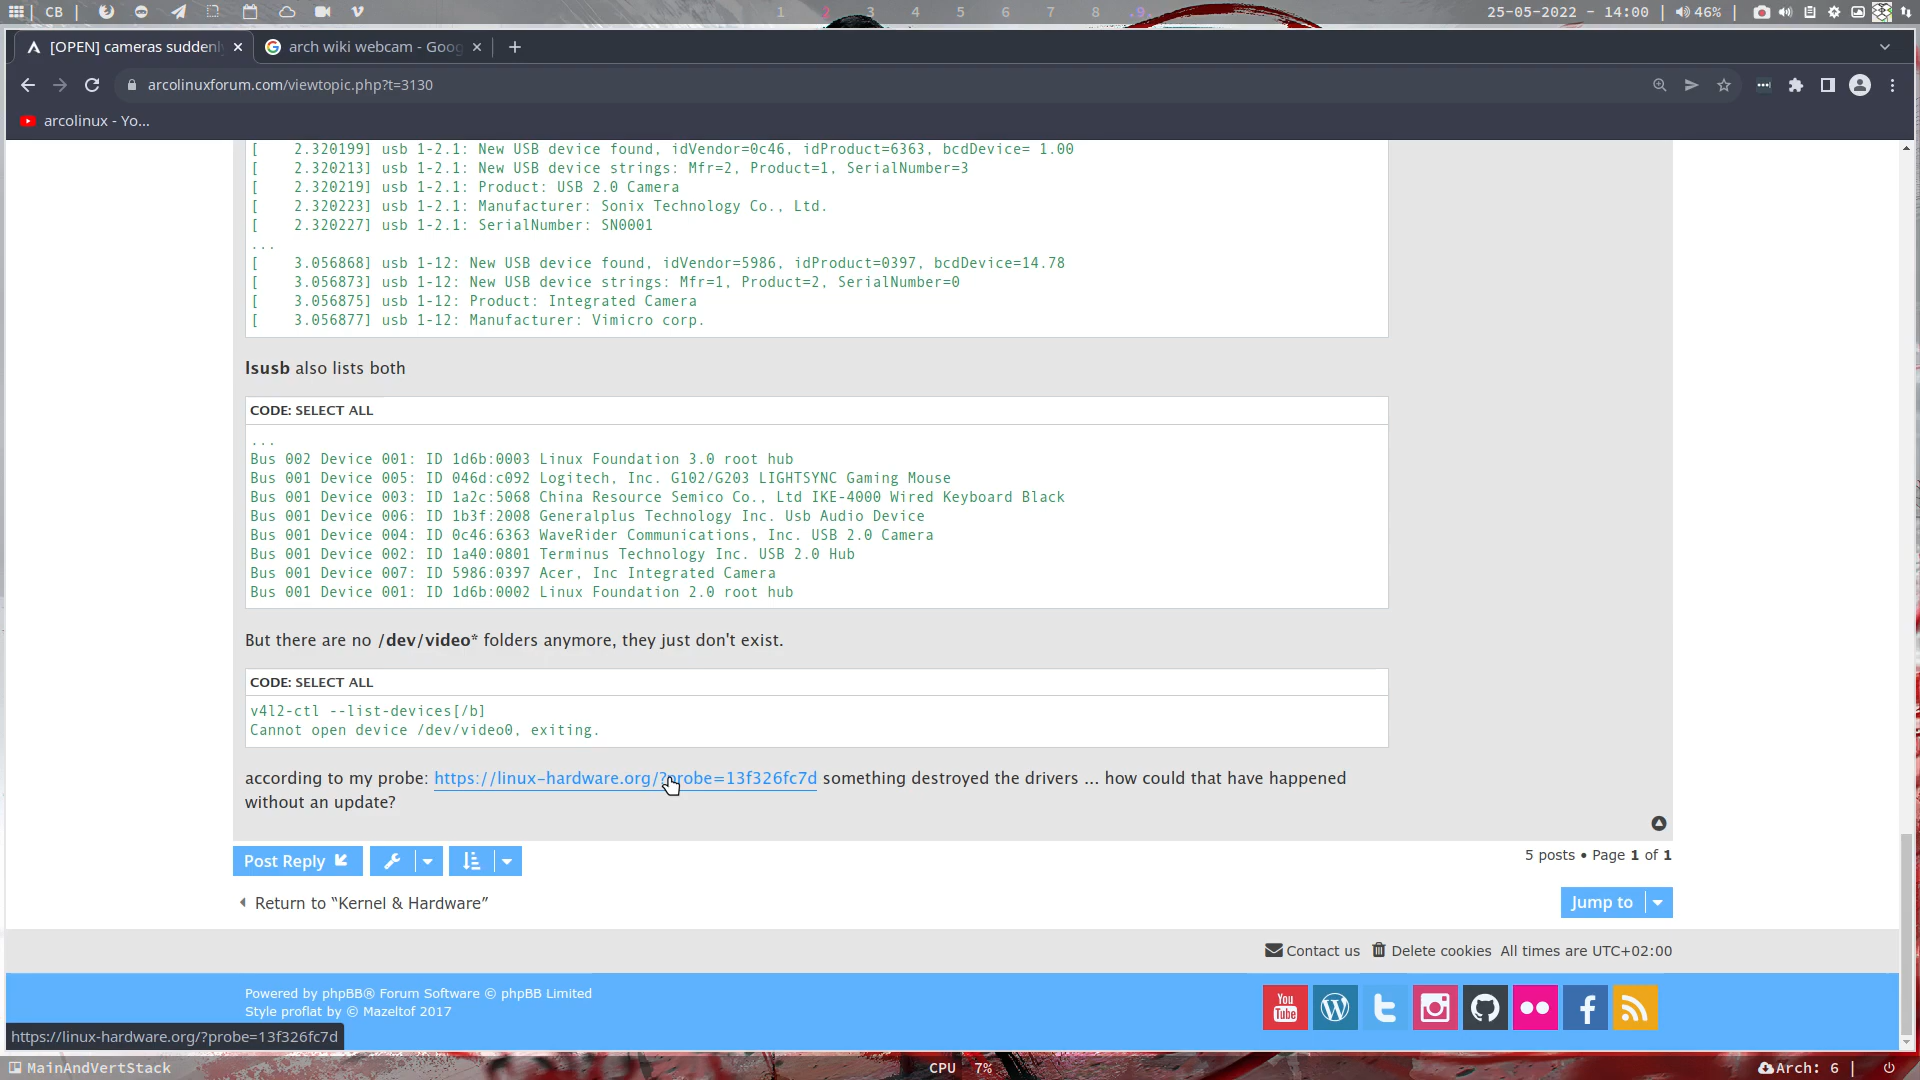 CB
1 2 3 4 5 6 7 8 9
25-05-2022 - 14:00 | 46% |
[OPEN] cameras suddenl
arch wiki webcam - Goog
arcolinuxforum.com/viewtopic.php?t=3130
arcolinux - Yo...
[    2.320199] usb 1-2.1: New USB device found, idVendor=0c46, idProduct=6363, bcdDevice= 1.00
[    2.320213] usb 1-2.1: New USB device strings: Mfr=2, Product=1, SerialNumber=3
[    2.320219] usb 1-2.1: Product: USB 2.0 Camera
[    2.320223] usb 1-2.1: Manufacturer: Sonix Technology Co., Ltd.
[    2.320227] usb 1-2.1: SerialNumber: SN0001
...
[    3.056868] usb 1-12: New USB device found, idVendor=5986, idProduct=0397, bcdDevice=14.78
[    3.056873] usb 1-12: New USB device strings: Mfr=1, Product=2, SerialNumber=0
[    3.056875] usb 1-12: Product: Integrated Camera
[    3.056877] usb 1-12: Manufacturer: Vimicro corp.
lsusb also lists both
CODE: SELECT ALL
...
Bus 002 Device 001: ID 1d6b:0003 Linux Foundation 3.0 root hub
Bus 001 Device 005: ID 046d:c092 Logitech, Inc. G102/G203 LIGHTSYNC Gaming Mouse
Bus 001 Device 003: ID 1a2c:5068 China Resource Semico Co., Ltd IKE-4000 Wired Keyboard Black
Bus 001 Device 006: ID 1b3f:2008 Generalplus Technology Inc. Usb Audio Device
Bus 001 Device 004: ID 0c46:6363 WaveRider Communications, Inc. USB 2.0 Camera
Bus 001 Device 002: ID 1a40:0801 Terminus Technology Inc. USB 2.0 Hub
Bus 001 Device 007: ID 5986:0397 Acer, Inc Integrated Camera
Bus 001 Device 001: ID 1d6b:0002 Linux Foundation 2.0 root hub
But there are no /dev/video* folders anymore, they just don't exist.
CODE: SELECT ALL
v4l2-ctl --list-devices[/b]
Cannot open device /dev/video0, exiting.
according to my probe: https://linux-hardware.org/?probe=13f326fc7d something destroyed the drivers ... how could that have happened
without an update?
Post Reply
5 posts • Page 1 of 1
Return to “Kernel & Hardware”
Jump to
Contact us Delete cookies All times are UTC+02:00
Powered by phpBB® Forum Software © phpBB Limited
Style proflat by © Mazeltof 2017
You Tube
https://linux-hardware.org/?probe=13f326fc7d
MainAndVertStack
CPU 7%
Arch: 6 |